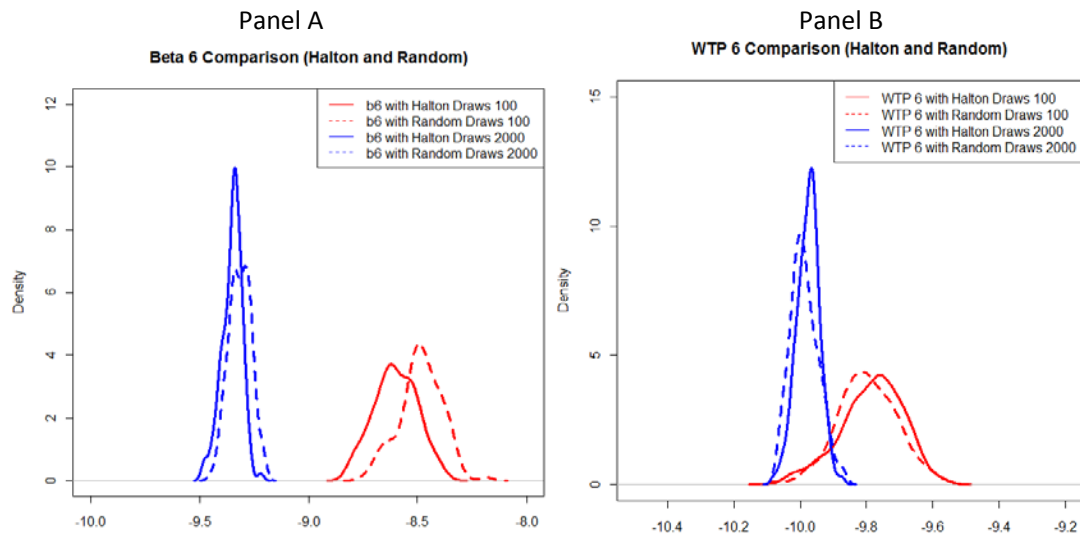 Panel A
Beta 6 Comparison (Halton and Random)
b6 with Halton Draws 100
b6 with Random Draws 100
b6 with Halton Draws 2000
b6 with Random Draws 2000
Density
12
10
8
6
4
2
0
-10.0 -9.5 -9.0 -8.5 -8.0
Panel B
WTP 6 Comparison (Halton and Random)
WTP 6 with Halton Draws 100
WTP 6 with Random Draws 100
WTP 6 with Halton Draws 2000
WTP 6 with Random Draws 2000
Density
15
10
5
0
-10.4 -10.2 -10.0 -9.8 -9.6 -9.4 -9.2